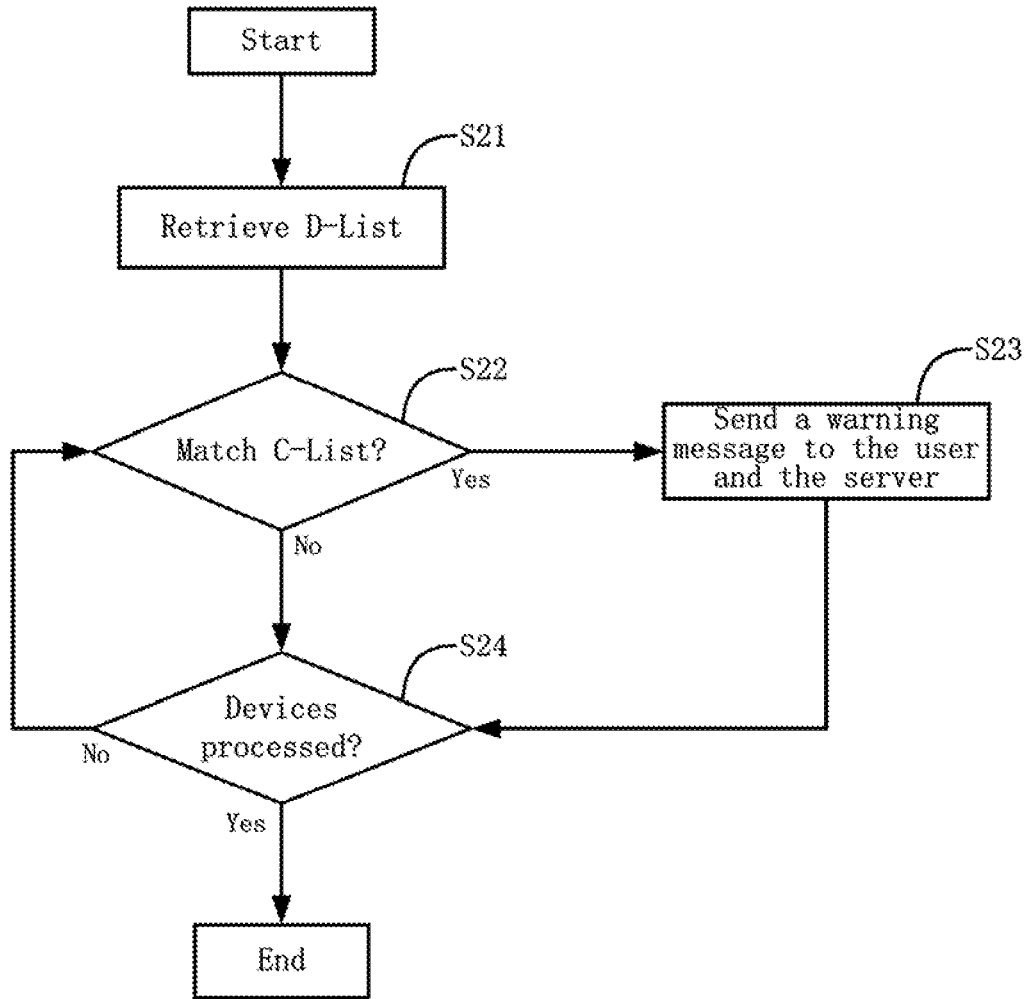 Start
S21
Retrieve D-List
S22
Match C-List?
Yes
S23
Send a warning
message to the user
and the server
No
S24
Devices
processed?
No
Yes
End